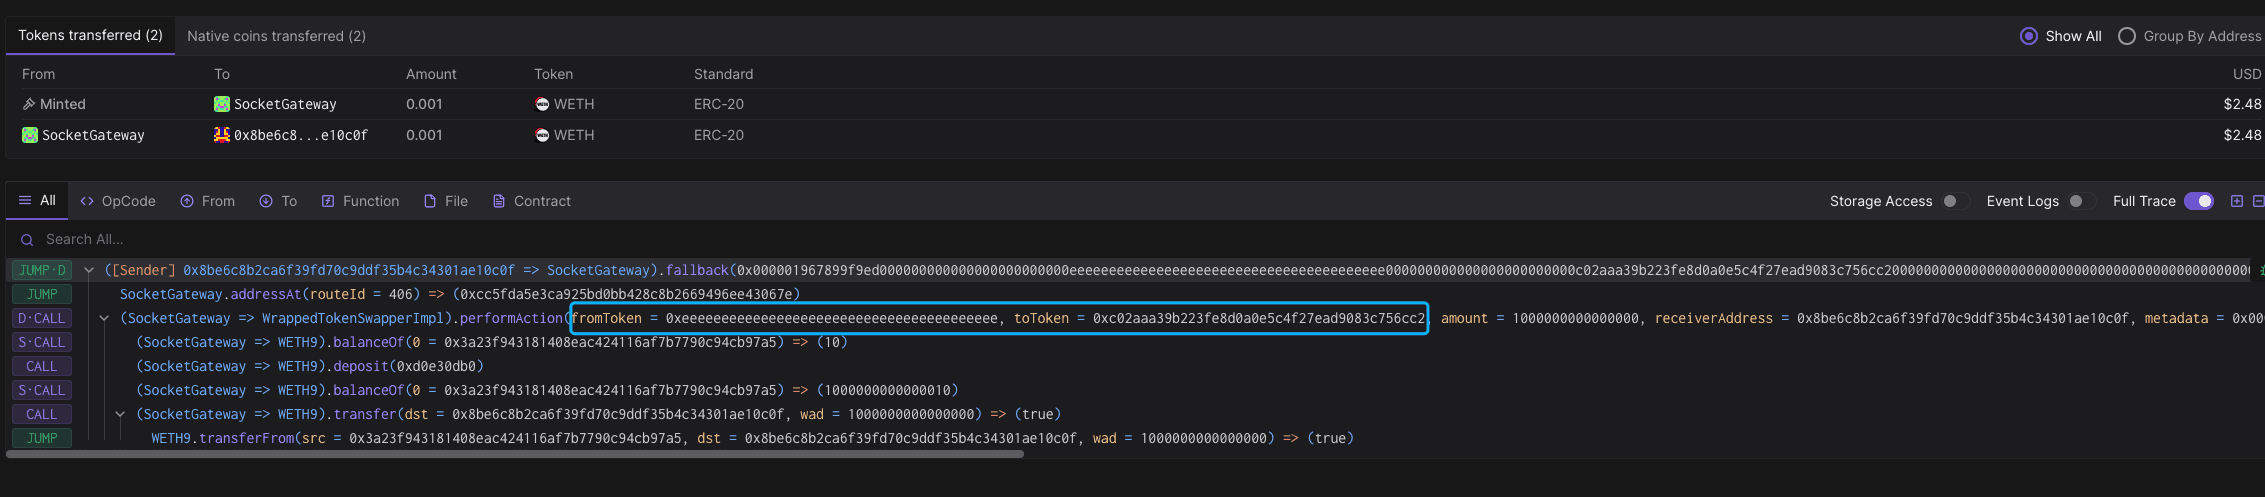 Tokens transferred (2) Native coins transferred (2) Show All Group By Address
From To Amount Token Standard USD
Minted SocketGateway 0.001 WETH ERC-20 $2.48
SocketGateway 0x8be6c8...e10c0f 0.001 WETH ERC-20 $2.48
All OpCode From To Function File Contract Storage Access Event Logs Full Trace
Search All...
JUMP·D ([Sender] 0x8be6c8b2ca6f39fd70c9ddf35b4c34301ae10c0f => SocketGateway).fallback(0x000001967899f9ed000000000000000000000000eeeeeeeeeeeeeeeeeeeeeeeeeeeeeeeeeeeeeeee000000000000000000000000c02aaa39b223fe8d0a0e5c4f27ead9083c756cc2000000000000000000000000000000000000000000000
JUMP SocketGateway.addressAt(routeId = 406) => (0xcc5fda5e3ca925bd0bb428c8b2669496ee43067e)
D·CALL (SocketGateway => WrappedTokenSwapperImpl).performAction(fromToken = 0xeeeeeeeeeeeeeeeeeeeeeeeeeeeeeeeeeeeeeeee, toToken = 0xc02aaa39b223fe8d0a0e5c4f27ead9083c756cc2, amount = 1000000000000000, receiverAddress = 0x8be6c8b2ca6f39fd70c9ddf35b4c34301ae10c0f, metadata = 0x000
S·CALL (SocketGateway => WETH9).balanceOf(0 = 0x3a23f943181408eac424116af7b7790c94cb97a5) => (10)
CALL (SocketGateway => WETH9).deposit(0xd0e30db0)
S·CALL (SocketGateway => WETH9).balanceOf(0 = 0x3a23f943181408eac424116af7b7790c94cb97a5) => (1000000000000010)
CALL (SocketGateway => WETH9).transfer(dst = 0x8be6c8b2ca6f39fd70c9ddf35b4c34301ae10c0f, wad = 1000000000000000) => (true)
JUMP WETH9.transferFrom(src = 0x3a23f943181408eac424116af7b7790c94cb97a5, dst = 0x8be6c8b2ca6f39fd70c9ddf35b4c34301ae10c0f, wad = 1000000000000000) => (true)